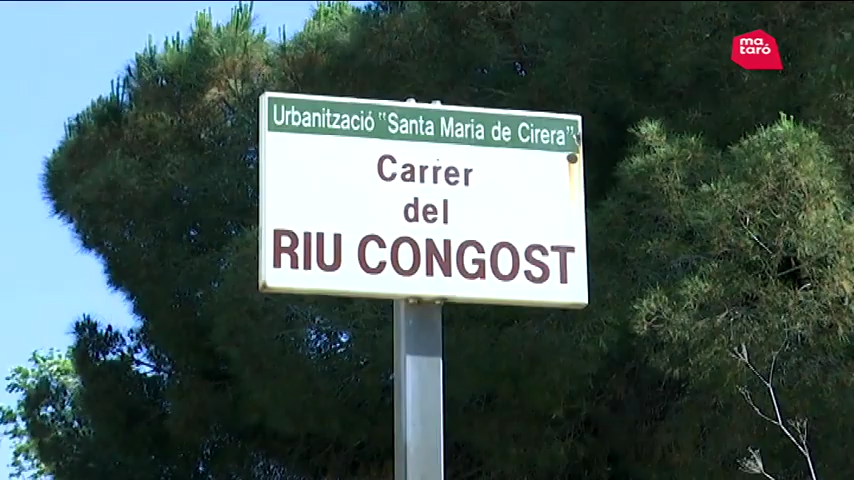 ma
taró
Urbanització "Santa Maria de Cirera"
Carrer
del
RIU CONGOST